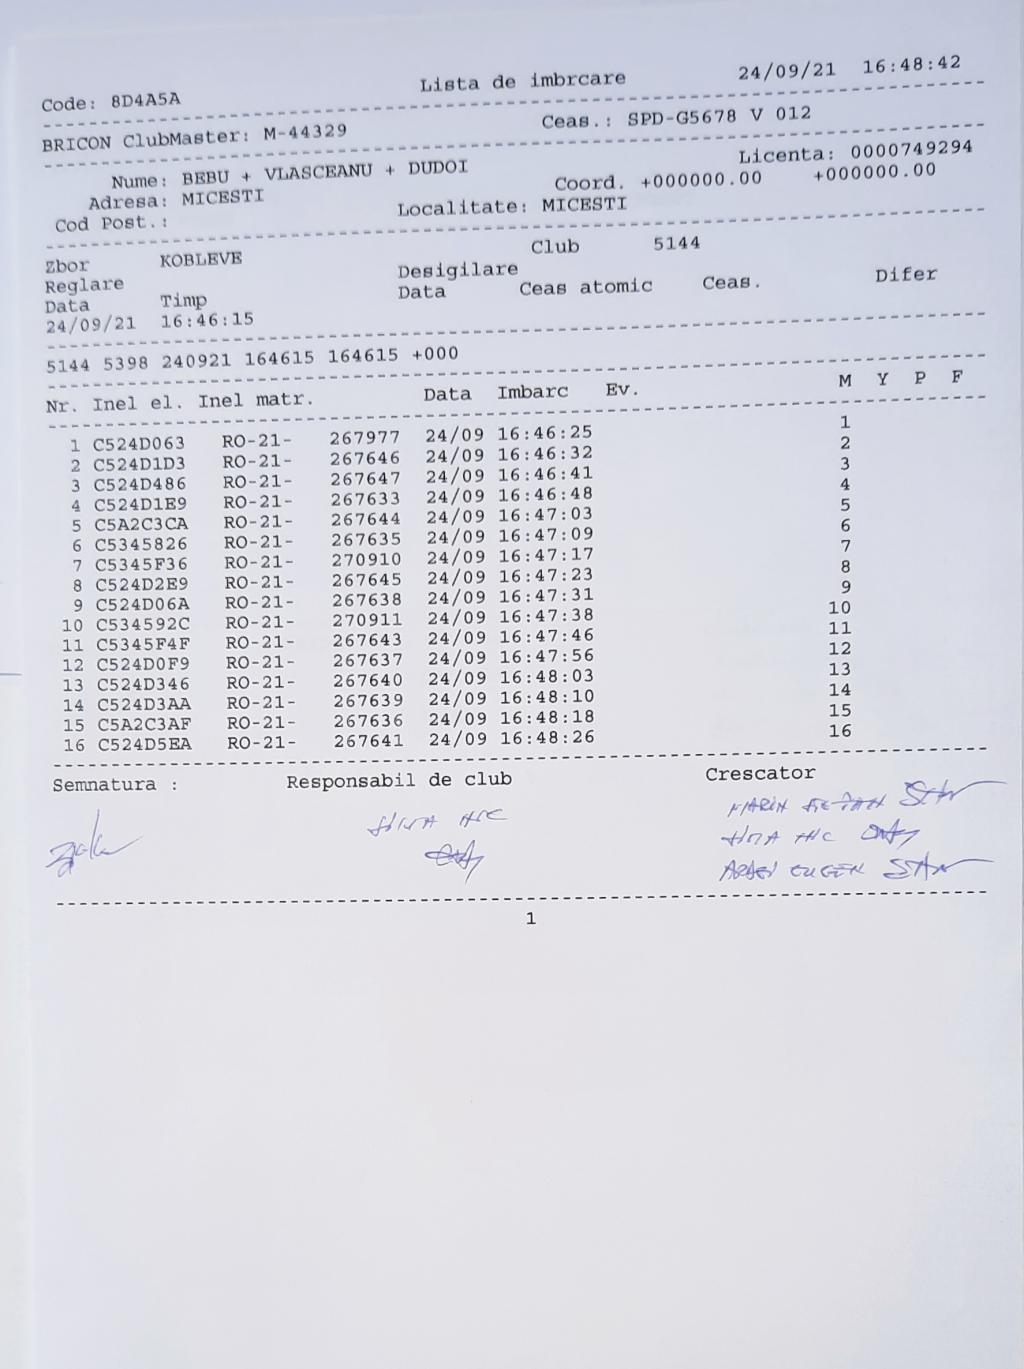 Code: 8D4A5A Lista de imbrcare 24/09/21 16:48:42
BRICON ClubMaster: M-44329 Ceas.: SPD-G5678 V 012
Nume: BEBU + VLASCEANU + DUDOI Licenta: 0000749294
Adresa: MICESTI Coord. +000000.00 +000000.00
Cod Post.: Localitate: MICESTI
Zbor KOBLEVE Club 5144
Reglare Desigilare
Data Timp Data Ceas atomic Ceas. Difer
24/09/21 16:46:15
5144 5398 240921 164615 164615 +000
Nr. Inel el. Inel matr. Data Imbarc Ev. M Y P F
1 C524D063 RO-21- 267977 24/09 16:46:25 1
2 C524D1D3 RO-21- 267646 24/09 16:46:32 2
3 C524D486 RO-21- 267647 24/09 16:46:41 3
4 C524D1E9 RO-21- 267633 24/09 16:46:48 4
5 C5A2C3CA RO-21- 267644 24/09 16:47:03 5
6 C5345826 RO-21- 267635 24/09 16:47:09 6
7 C5345F36 RO-21- 270910 24/09 16:47:17 7
8 C524D2E9 RO-21- 267645 24/09 16:47:23 8
9 C524D06A RO-21- 267638 24/09 16:47:31 9
10 C534592C RO-21- 270911 24/09 16:47:38 10
11 C5345F4F RO-21- 267643 24/09 16:47:46 11
12 C524D0F9 RO-21- 267637 24/09 16:47:56 12
13 C524D346 RO-21- 267640 24/09 16:48:03 13
14 C524D3AA RO-21- 267639 24/09 16:48:10 14
15 C5A2C3AF RO-21- 267636 24/09 16:48:18 15
16 C524D5EA RO-21- 267641 24/09 16:48:26 16
Semnatura : Responsabil de club Crescator
MARIN
EUGEN
1